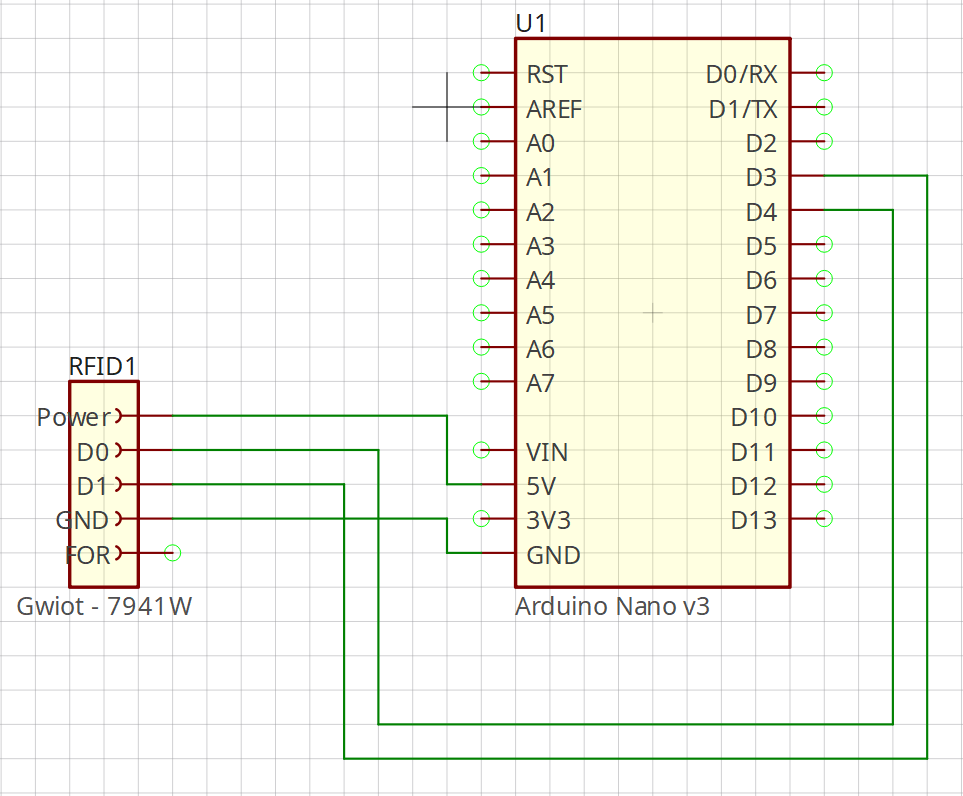 U1
RST
AREF
A0
A1
A2
A3
A4
A5
A6
A7
VIN
5V
3V3
GND
D0/RX
D1/TX
D2
D3
D4
D5
D6
D7
D8
D9
D10
D11
D12
D13
Arduino Nano v3
RFID1
Power
D0
D1
GND
FOR
Gwiot - 7941W